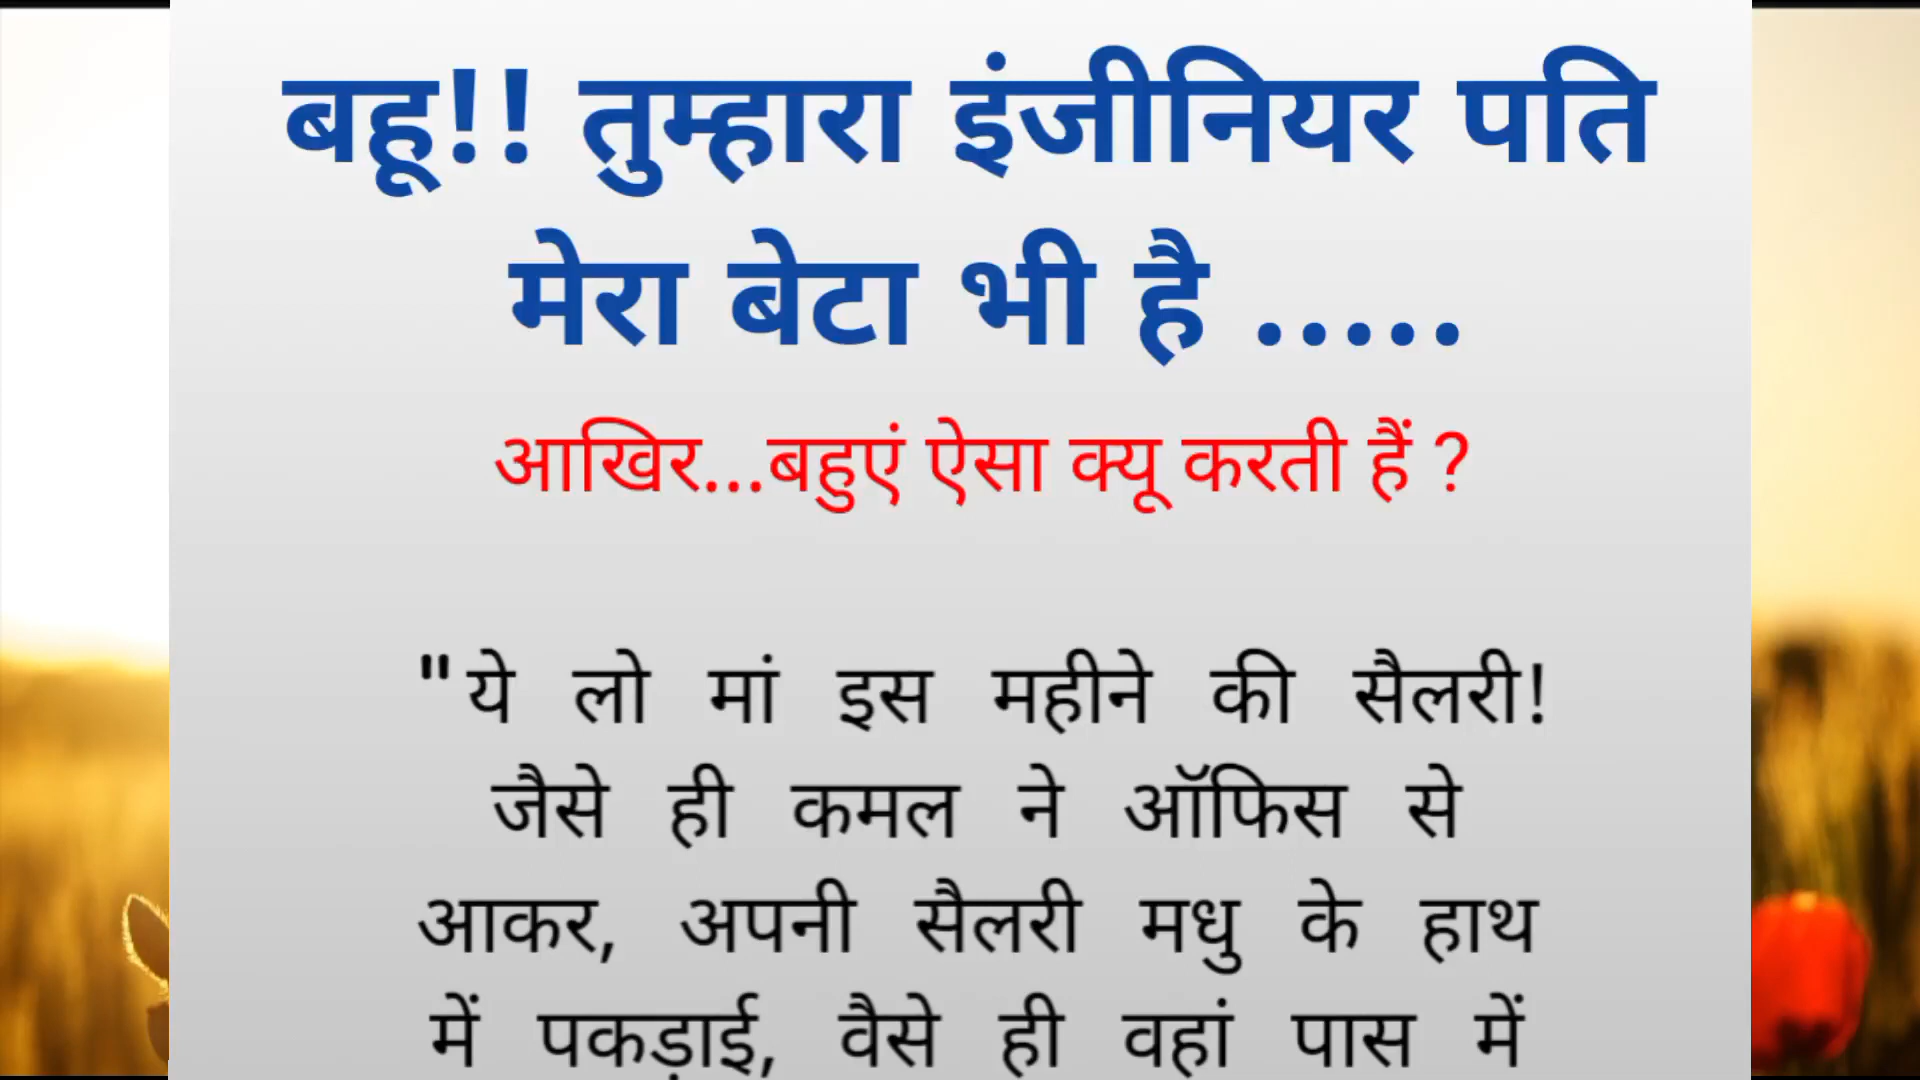 बहू!! तुम्हारा इंजीनियर पति
मेरा बेटा भी है .....
आखिर...बहुएं ऐसा क्यू करती हैं ?
"ये लो मां इस महीने की सैलरी!
जैसे ही कमल ने ऑफिस से
आकर, अपनी सैलरी मधु के हाथ
में पकड़ाई, वैसे ही वहां पास में